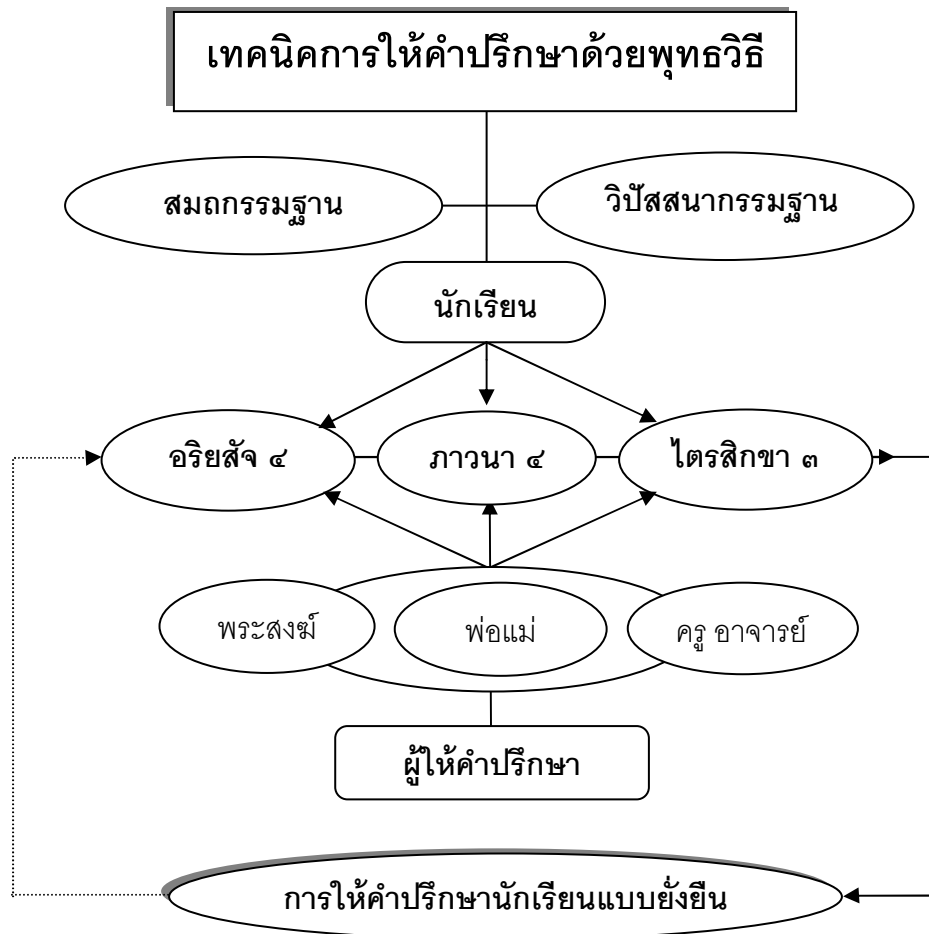 เทคนิคการให้คำปรึกษาด้วยพุทธวิธี
สมถกรรมฐาน
วิปัสสนากรรมฐาน
นักเรียน
อริยสัจ ๔
ภาวนา ๔
ไตรสิกขา ๓
พระสงฆ์
พ่อแม่
ครู อาจารย์
ผู้ให้คำปรึกษา
การให้คำปรึกษานักเรียนแบบยั่งยืน